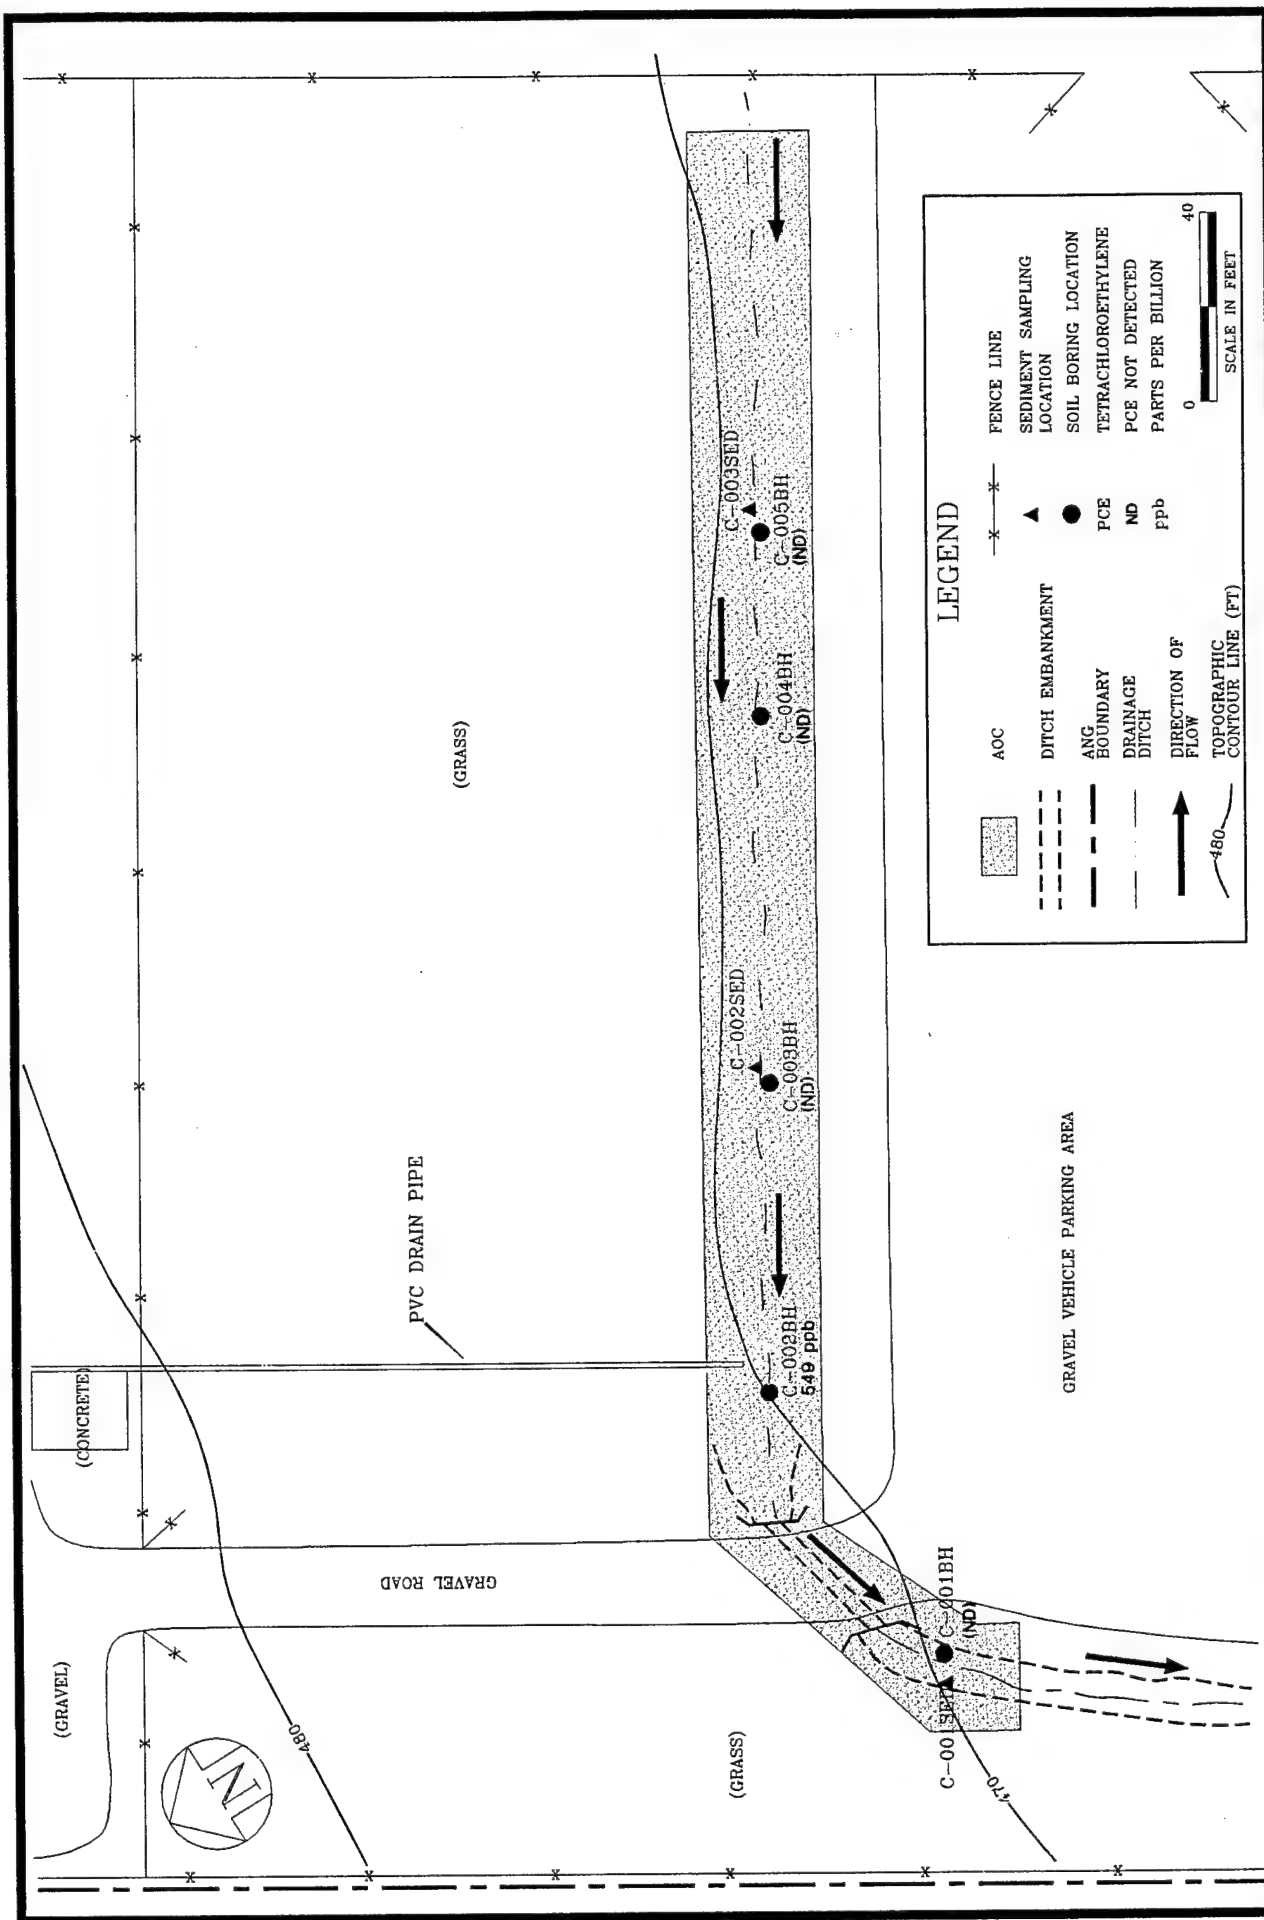 (GRAVEL)
(CONCRETE)
GRAVEL ROAD
PVC DRAIN PIPE
(GRASS)
(GRASS)
480
470
N
C-001SED
C-001BH
(ND)
C-002BH
549 ppb
C-002SED
C-003BH
(ND)
C-004BH
(ND)
C-003SED
C-005BH
(ND)
GRAVEL VEHICLE PARKING AREA
LEGEND
AOC
DITCH EMBANKMENT
ANG
BOUNDARY
DRAINAGE
DITCH
DIRECTION OF
FLOW
480
TOPOGRAPHIC
CONTOUR LINE (FT)
FENCE LINE
SEDIMENT SAMPLING
LOCATION
SOIL BORING LOCATION
PCE TETRACHLOROETHYLENE
ND PCE NOT DETECTED
ppb PARTS PER BILLION
0 40
SCALE IN FEET